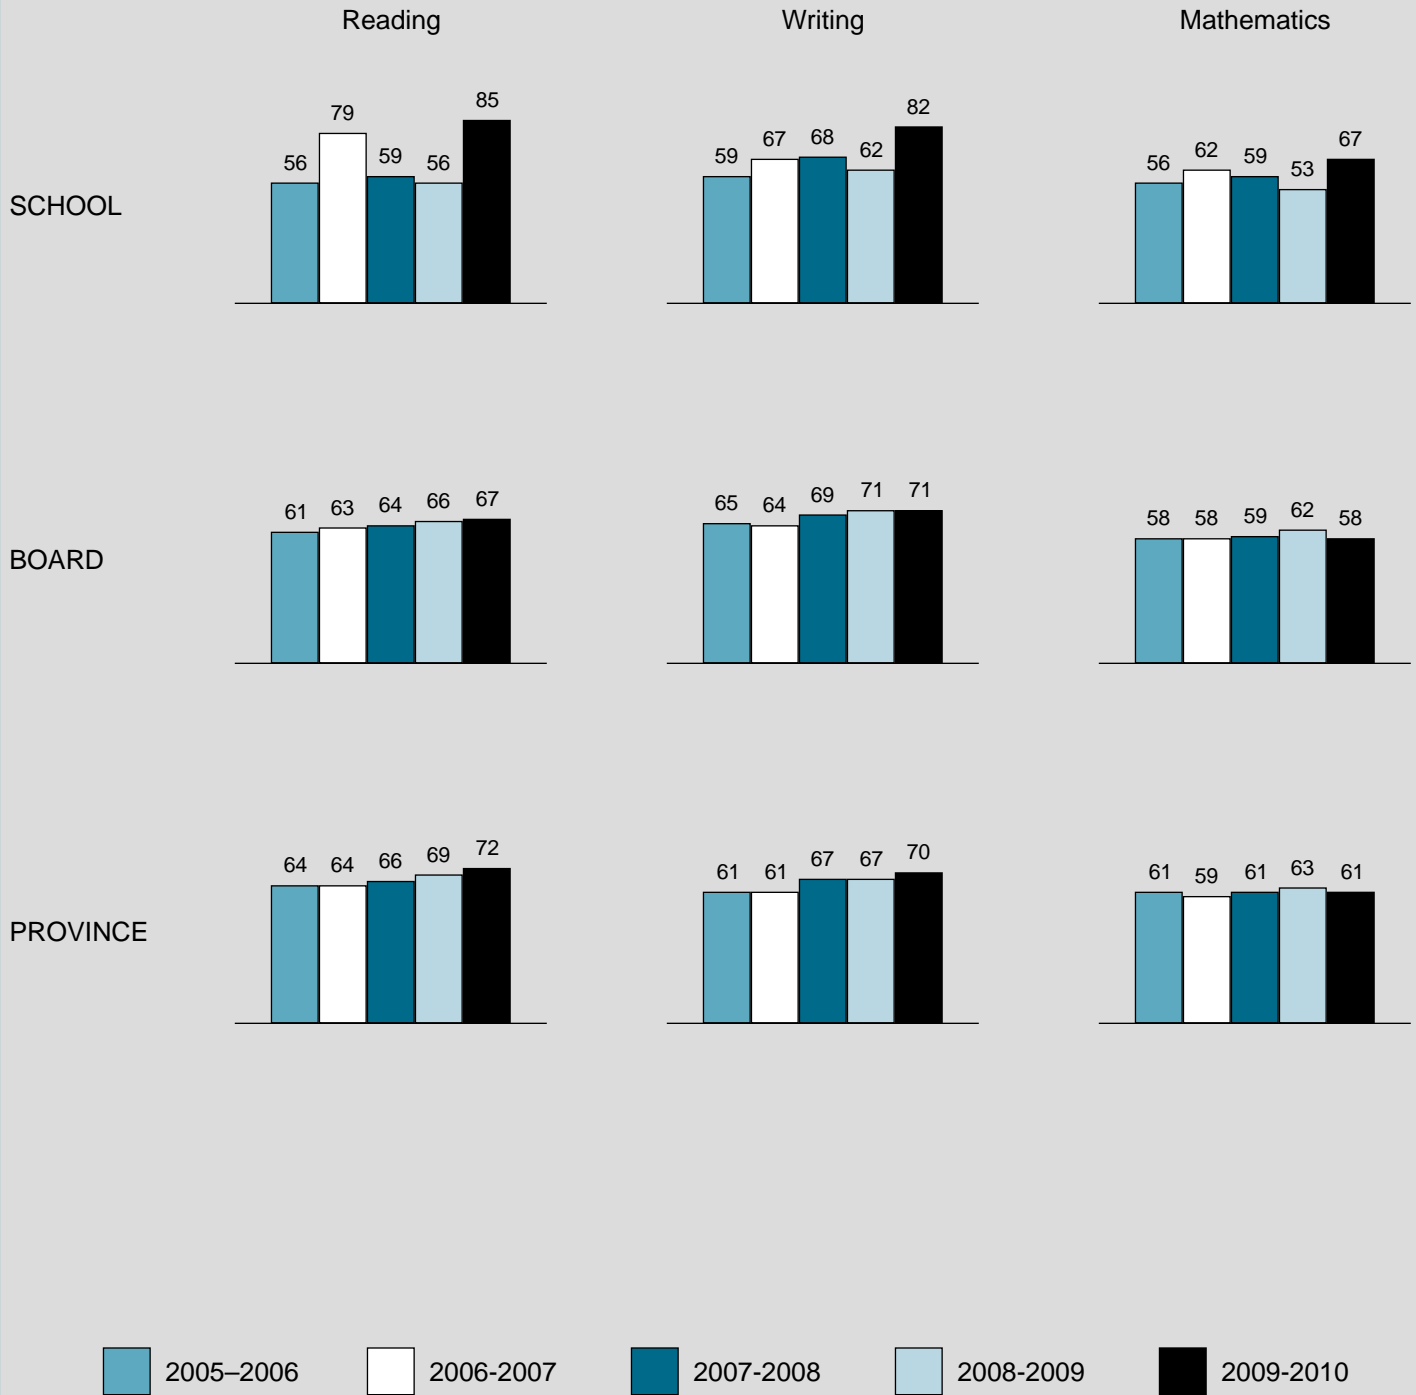 Reading Writing Mathematics
SCHOOL
56 79 59 56 85
59 67 68 62 82
56 62 59 53 67
BOARD
61 63 64 66 67
65 64 69 71 71
58 58 59 62 58
PROVINCE
64 64 66 69 72
61 61 67 67 70
61 59 61 63 61
2005–2006 2006-2007 2007-2008 2008-2009 2009-2010